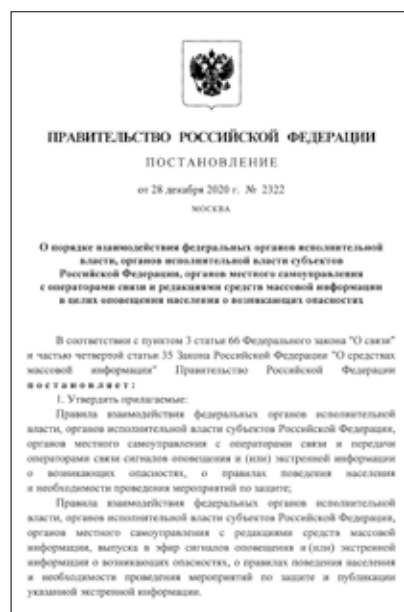 ПРАВИТЕЛЬСТВО РОССИЙСКОЙ ФЕДЕРАЦИИ
ПОСТАНОВЛЕНИЕ
от 28 декабря 2020 г. № 2322
МОСКВА
О порядке взаимодействия федеральных органов исполнительной
власти, органов исполнительной власти субъектов
Российской Федерации, органов местного самоуправления
с операторами связи и редакциями средств массовой информации
в целях оповещения населения о возникающих опасностях
В соответствии с пунктом 3 статьи 66 Федерального закона "О связи"
и частью четвертой статьи 35 Закона Российской Федерации "О средствах
массовой информации" Правительство Российской Федерации
постановляет:
1. Утвердить прилагаемые:
Правила взаимодействия федеральных органов исполнительной
власти, органов исполнительной власти субъектов Российской Федерации,
органов местного самоуправления с операторами связи и передачи
операторами связи сигналов оповещения и (или) экстренной информации
о возникающих опасностях, о правилах поведения населения
и необходимости проведения мероприятий по защите;
Правила взаимодействия федеральных органов исполнительной
власти, органов исполнительной власти субъектов Российской Федерации,
органов местного самоуправления с редакциями средств массовой
информации, выпуска в эфир сигналов оповещения и (или) экстренной
информации о возникающих опасностях, о правилах поведения населения
и необходимости проведения мероприятий по защите и публикации
указанной экстренной информации.